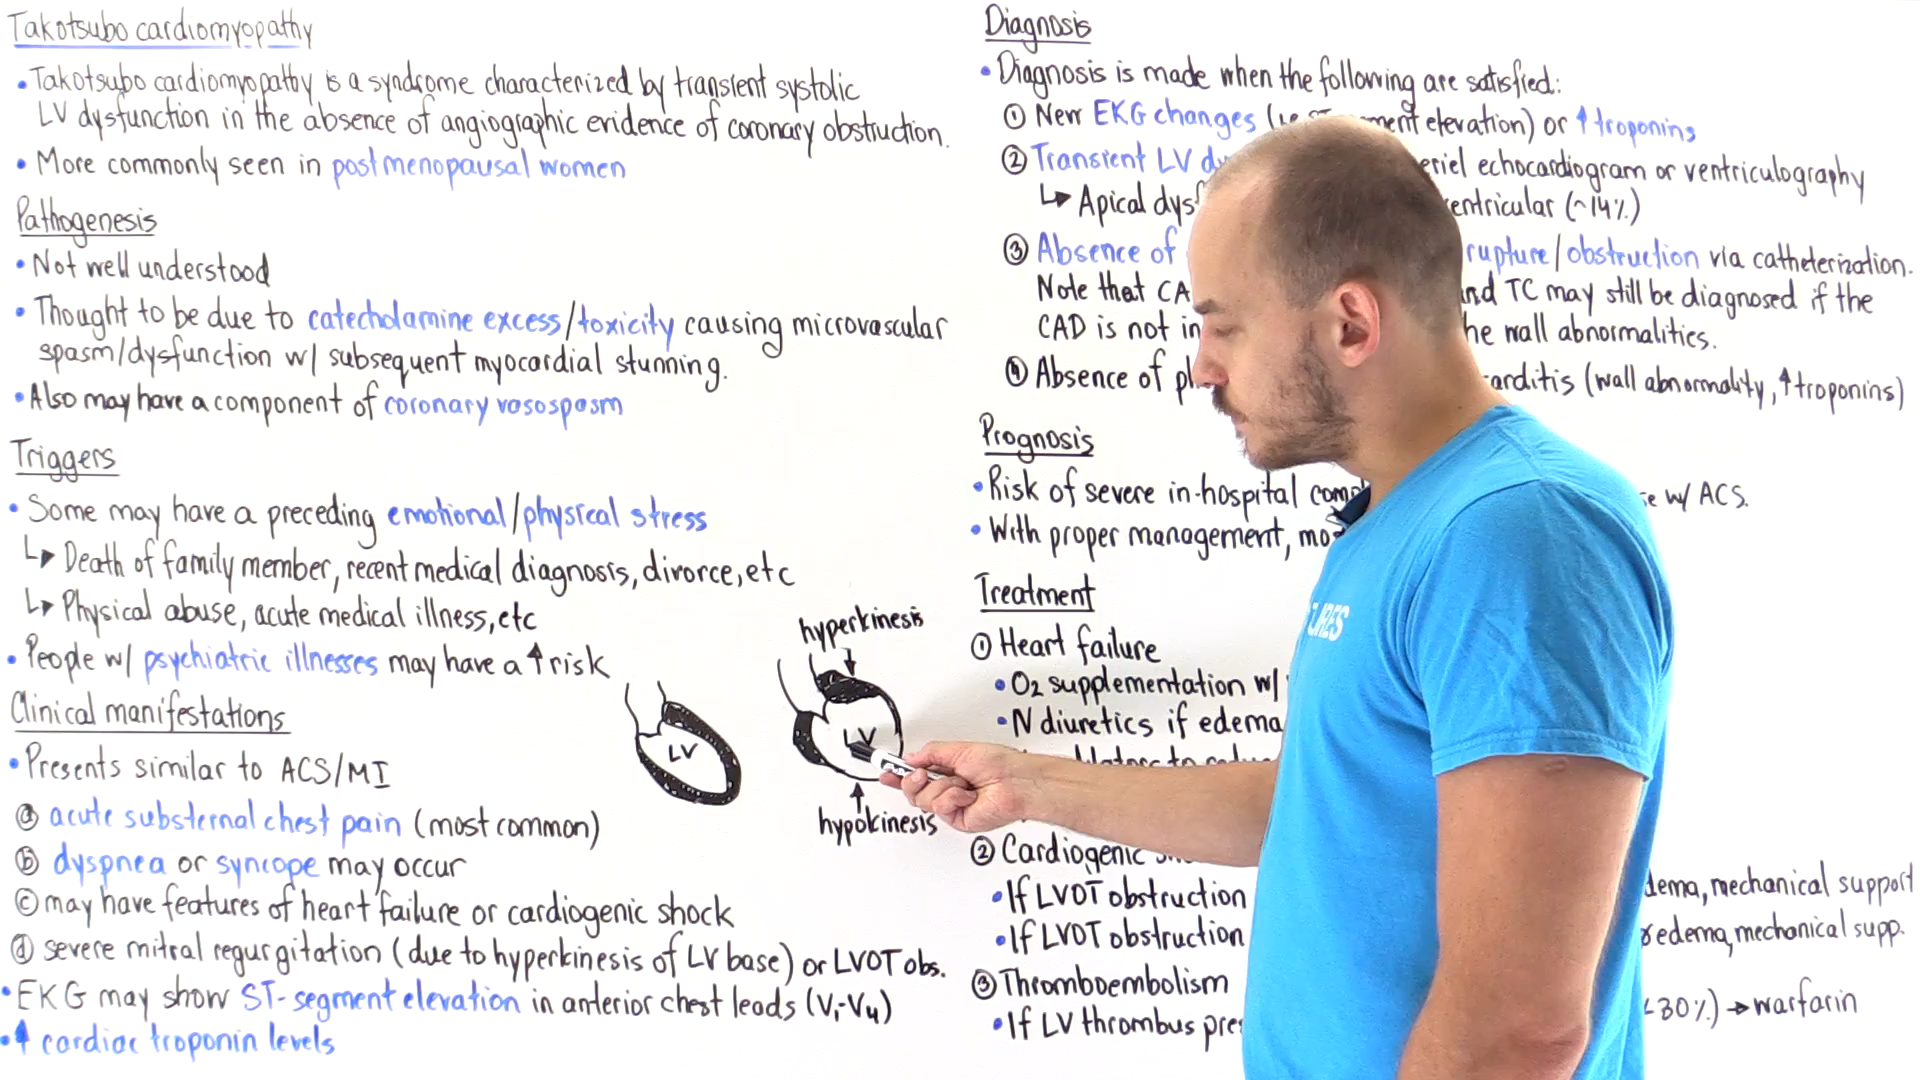 Takotsubo cardiomyopathy
• Takotsubo cardiomyopathy is a syndrome characterized by transient systolic
LV dysfunction in the absence of angiographic evidence of coronary obstruction.
• More commonly seen in postmenopausal women
Pathogenesis
• Not well understood
• Thought to be due to catecholamine excess/toxicity causing microvascular
spasm/dysfunction w/ subsequent myocardial stunning.
• Also may have a component of coronary vasospasm
Triggers
• Some may have a preceding emotional/physical stress
↳ Death of family member, recent medical diagnosis, divorce, etc
↳ Physical abuse, acute medical illness, etc
• People w/ psychiatric illnesses may have a ↑ risk
Clinical manifestations
• Presents similar to ACS/MI
ⓐ acute substernal chest pain (most common)
ⓑ dyspnea or syncope may occur
ⓒ may have features of heart failure or cardiogenic shock
ⓓ severe mitral regurgitation (due to hyperkinesis of LV base) or LVOT obs.
• EKG may show ST-segment elevation in anterior chest leads (V1-V4)
• ↑ cardiac troponin levels
LV
hyperkinesis
LV
hypokinesis
Diagnosis
• Diagnosis is made when the following are satisfied:
① New EKG changes elevation) or ↑ troponins
② Transient LV echocardiogram or ventriculography
↳ Apical (~14%)
③ Absence of rupture/obstruction via catheterization.
Note that TC may still be diagnosed if the
CAD is not wall abnormalities.
④ Absence of (wall abnormality, ↑ troponins)
Prognosis
• Risk of severe in-hospital w/ ACS.
• With proper management,
Treatment
① Heart failure
• O2 supplementation w/
• N diuretics if edema
② Cardiogenic
• If LVOT obstruction mechanical support
• If LVOT obstruction edema, mechanical supp.
③ Thromboembolism
• If LV thrombus 30%) → warfarin